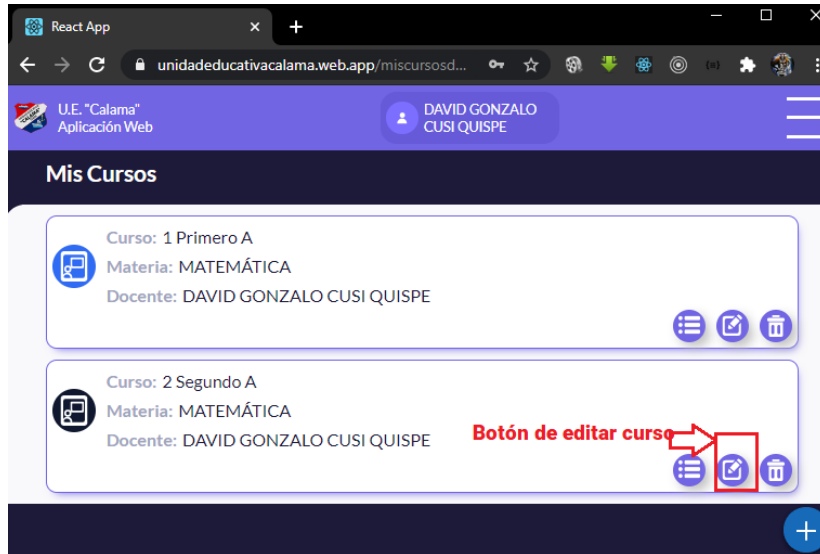 React App
unidadeducativacalama.web.app/miscursosd...
U.E. "Calama"
Aplicación Web
DAVID GONZALO
CUSI QUISPE
Mis Cursos
Curso: 1 Primero A
Materia: MATEMÁTICA
Docente: DAVID GONZALO CUSI QUISPE
Curso: 2 Segundo A
Materia: MATEMÁTICA
Docente: DAVID GONZALO CUSI QUISPE
Botón de editar curso